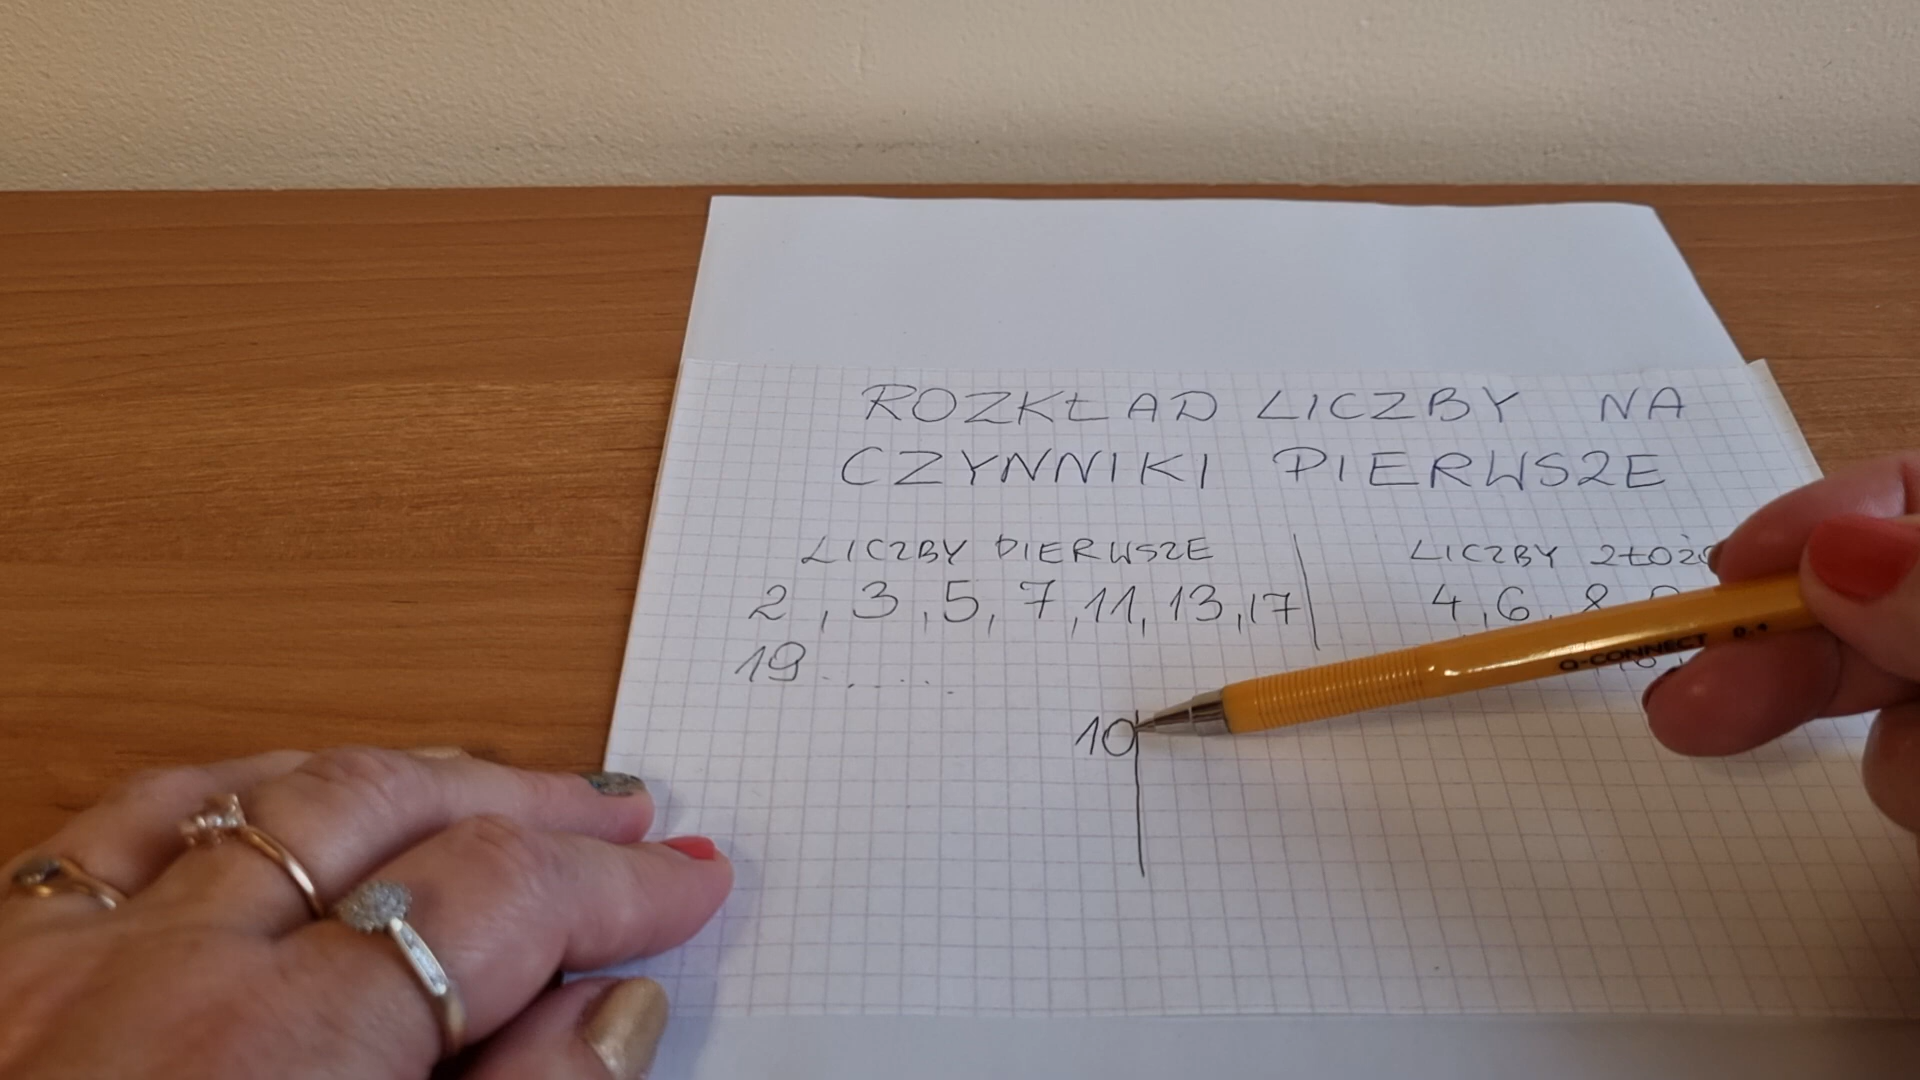 ROZKŁAD LICZBY NA
CZYNNIKI PIERWSZE
LICZBY PIERWSZE
2, 3, 5, 7, 11, 13, 17
19......
LICZBY
4, 6, 8
10
Q-CONNECT